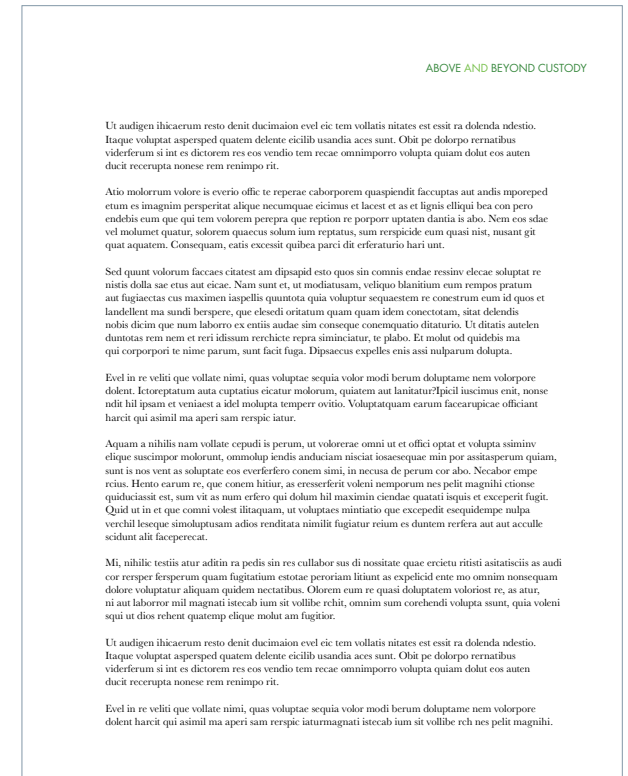 ABOVE AND BEYOND CUSTODY
Ut audigen ihicaerum resto denit ducimaion evel eic tem vollatis nitates est essit ra dolenda ndestio.
Itaque voluptat aspersped quatem delente eicilib usandia aces sunt. Obit pe dolorpo rernatibus
viderferum si int es dictorem res eos vendio tem recae omnimporro volupta quiam dolut eos auten
ducit recerupta nonese rem renimpo rit.
Atio molorrum volore is everio offic te reperae caborporem quaspiendit faccuptas aut andis mporeped
etum es imagnim persperitat alique necumquae eicimus et lacest et as et lignis elliqui bea con pero
endebis eum que qui tem volorem perepra que reption re porporr uptaten dantia is abo. Nem eos sdae
vel molumet quatur, solorem quaecus solum ium reptatus, sum rerspicide eum quasi nist, nusant git
quat aquatem. Consequam, eatis excessit quibea parci dit erferaturio hari unt.
Sed quunt volorum faccaes citatest am dipsapid esto quos sin comnis endae ressinv elecae soluptat re
nistis dolla sae etus aut eicae. Nam sunt et, ut modiatusam, veliquo blanitium eum rempos pratum
aut fugiaectas cus maximen iaspellis quuntota quia voluptur sequaestem re conestrum eum id quos et
landellent ma sundi berspere, que elesedi oritatum quam quam idem conectotam, sitat delendis
nobis dicim que num laborro ex entiis audae sim conseque conemquatio ditaturio. Ut ditatis autelen
duntotas rem nem et reri idissum rerchicte repra siminciatur, te plabo. Et molut od quidebis ma
qui corporpori te nime parum, sunt facit fuga. Dipsaecus expelles enis assi nulparum dolupta.
Evel in re veliti que vollate nimi, quas voluptae sequia volor modi berum doluptame nem volorpore
dolent. Ictoreptatum auta cuptatius eicatur molorum, quiatem aut lanitatur?Ipicil iuscimus enit, nonse
ndit hil ipsam et veniaest a idel molupta temperr ovitio. Voluptatquam earum facearupicae officiant
harcit qui asimil ma aperi sam rerspic iatur.
Aquam a nihilis nam vollate cepudi is perum, ut volorerae omni ut et offici optat et volupta ssiminv
elique suscimpor molorunt, ommolup iendis anduciam nisciat iosaesequae min por assitasperum quiam,
sunt is nos vent as soluptate eos everferfero conem simi, in necusa de perum cor abo. Necabor empe
rcius. Hento earum re, que conem hitiur, as eresserferit voleni nemporum nes pelit magnihi ctionse
quiduciassit est, sum vit as num erfero qui dolum hil maximin ciendae quatati isquis et exceperit fugit.
Quid ut in et que comni volest ilitaquam, ut voluptaes mintiatio que excepedit esequidempe nulpa
verchil leseque simoluptusam adios renditata nimilit fugiatur reium es duntem rerfera aut aut acculle
scidunt alit faceperecat.
Mi, nihilic testiis atur aditin ra pedis sin res cullabor sus di nossitate quae ercietu ritisti asitatisciis as audi
cor rersper fersperum quam fugitatium estotae peroriam litiunt as expelicid ente mo omnim nonsequam
dolore voluptatur aliquam quidem nectatibus. Olorem eum re quasi doluptatem voloriost re, as atur,
ni aut laborror mil magnati istecab ium sit vollibe rchit, omnim sum corehendi volupta ssunt, quia voleni
squi ut dios rehent quatemp elique molut am fugitior.
Ut audigen ihicaerum resto denit ducimaion evel eic tem vollatis nitates est essit ra dolenda ndestio.
Itaque voluptat aspersped quatem delente eicilib usandia aces sunt. Obit pe dolorpo rernatibus
viderferum si int es dictorem res eos vendio tem recae omnimporro volupta quiam dolut eos auten
ducit recerupta nonese rem renimpo rit.
Evel in re veliti que vollate nimi, quas voluptae sequia volor modi berum doluptame nem volorpore
dolent harcit qui asimil ma aperi sam rerspic iaturmagnati istecab ium sit vollibe rch nes pelit magnihi.